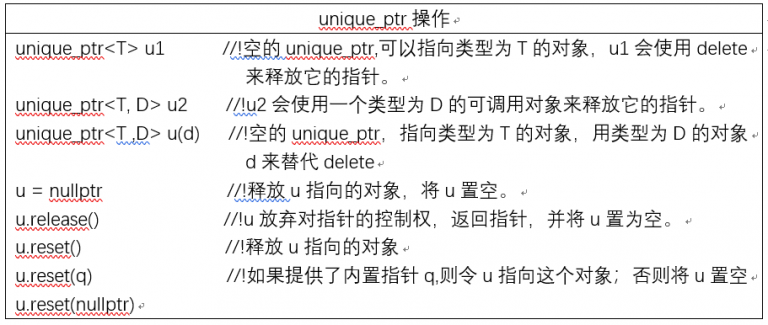 unique_ptr 操作
unique_ptr<T> u1 //!空的 unique_ptr,可以指向类型为 T 的对象，u1 会使用 delete
来释放它的指针。
unique_ptr<T, D> u2 //!u2 会使用一个类型为 D 的可调用对象来释放它的指针。
unique_ptr<T ,D> u(d) //!空的 unique_ptr，指向类型为 T 的对象，用类型为 D 的对象
d 来替代 delete
u = nullptr //!释放 u 指向的对象，将 u 置空。
u.release() //!u 放弃对指针的控制权，返回指针，并将 u 置为空。
u.reset() //!释放 u 指向的对象
u.reset(q) //!如果提供了内置指针 q,则令 u 指向这个对象；否则将 u 置空
u.reset(nullptr)